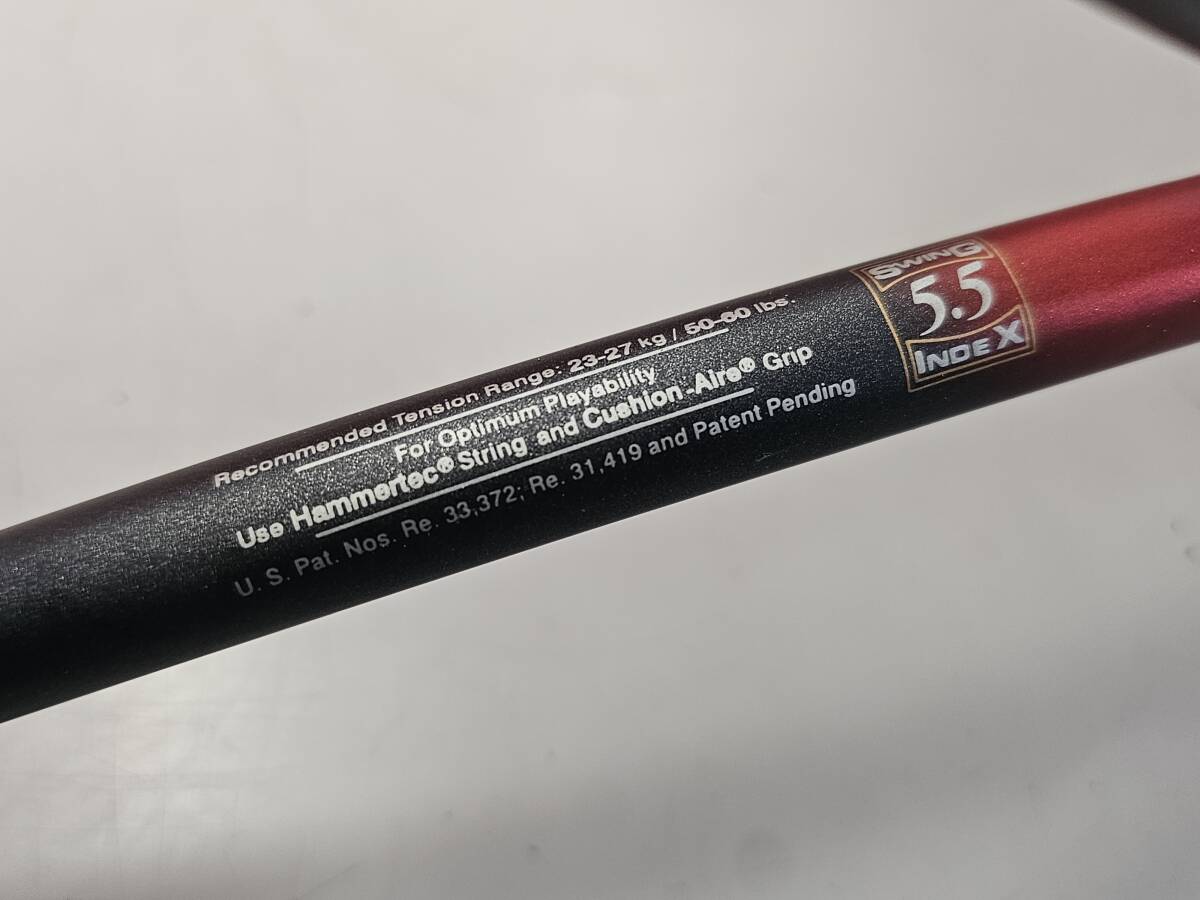 Recommended Tension Range: 23-27 kg / 50-60 lbs.
For Optimum Playability
Use Hammertec® String and Cushion-Aire® Grip
U. S. Pat. Nos. Re. 33,372; Re. 31,419 and Patent Pending
SWING
5.5
INDEX